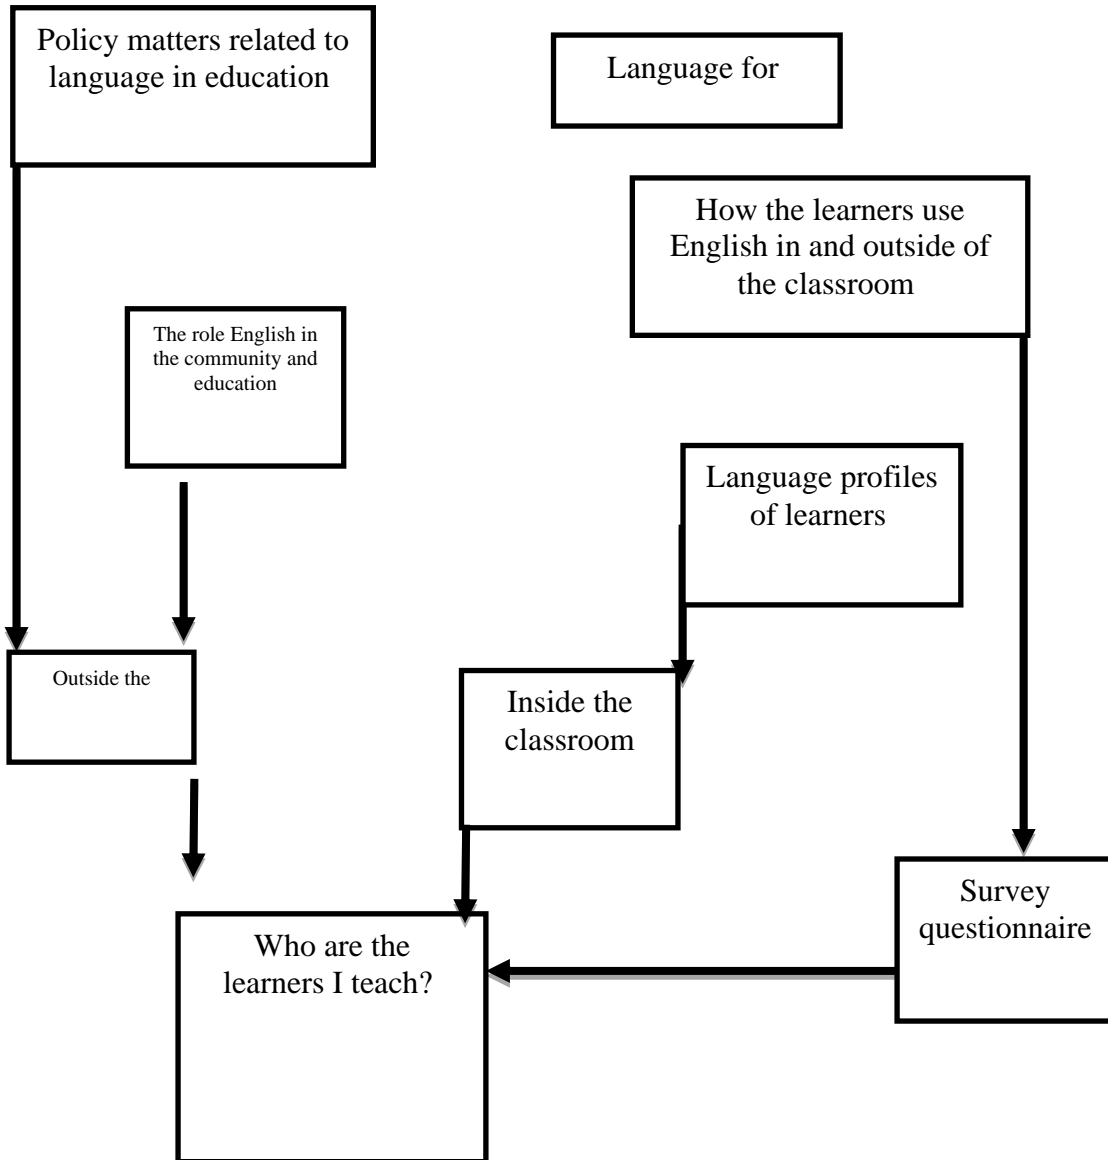 Policy matters related to
language in education
Language for
How the learners use
English in and outside of
the classroom
The role English in
the community and
education
Language profiles
of learners
Outside the
Inside the
classroom
Survey
questionnaire
Who are the
learners I teach?